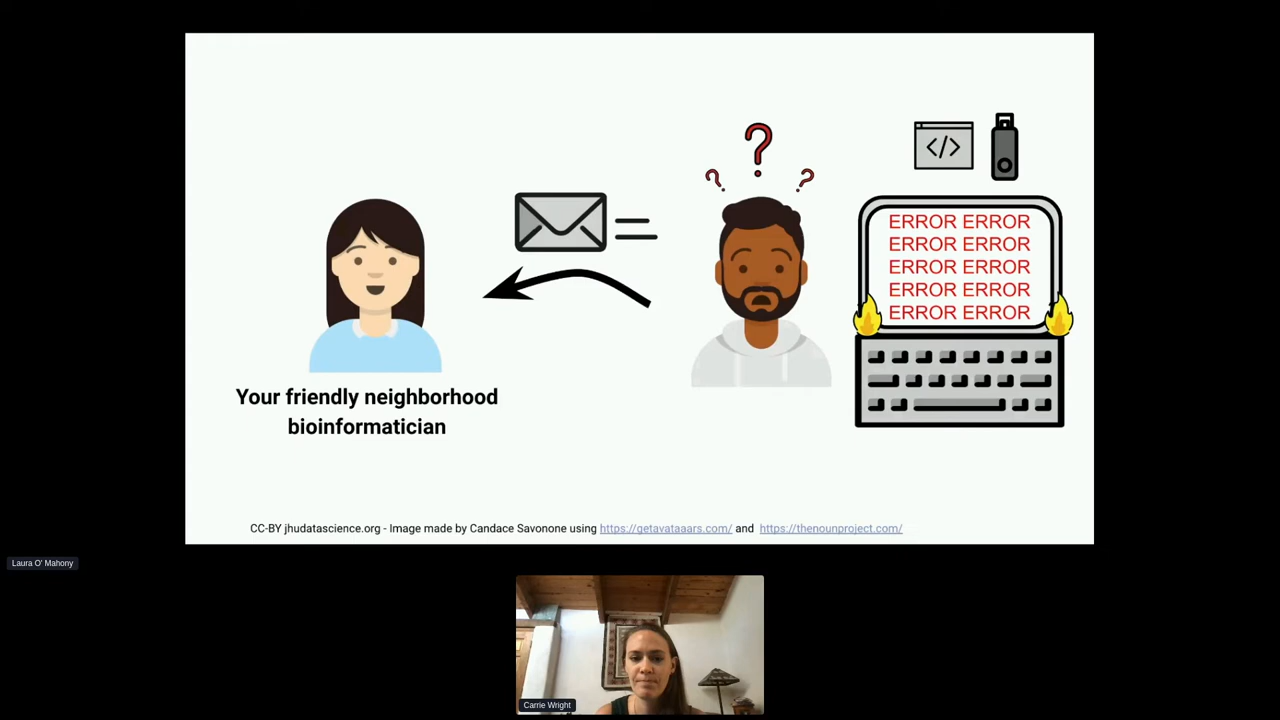 ? ? ?
</>
ERROR ERROR
ERROR ERROR
ERROR ERROR
ERROR ERROR
ERROR ERROR
Your friendly neighborhood
bioinformatician
CC-BY jhudatascience.org - Image made by Candace Savonone using https://getavataaars.com/ and https://thenounproject.com/
Laura O' Mahony
Carrie Wright